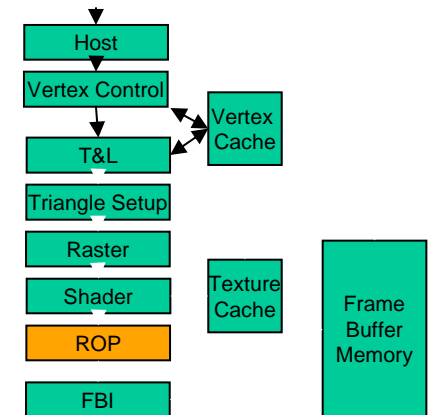 Host
Vertex Control
Vertex
Cache
T&L
Triangle Setup
Raster
Shader
Texture
Cache
Frame
Buffer
Memory
ROP
FBI